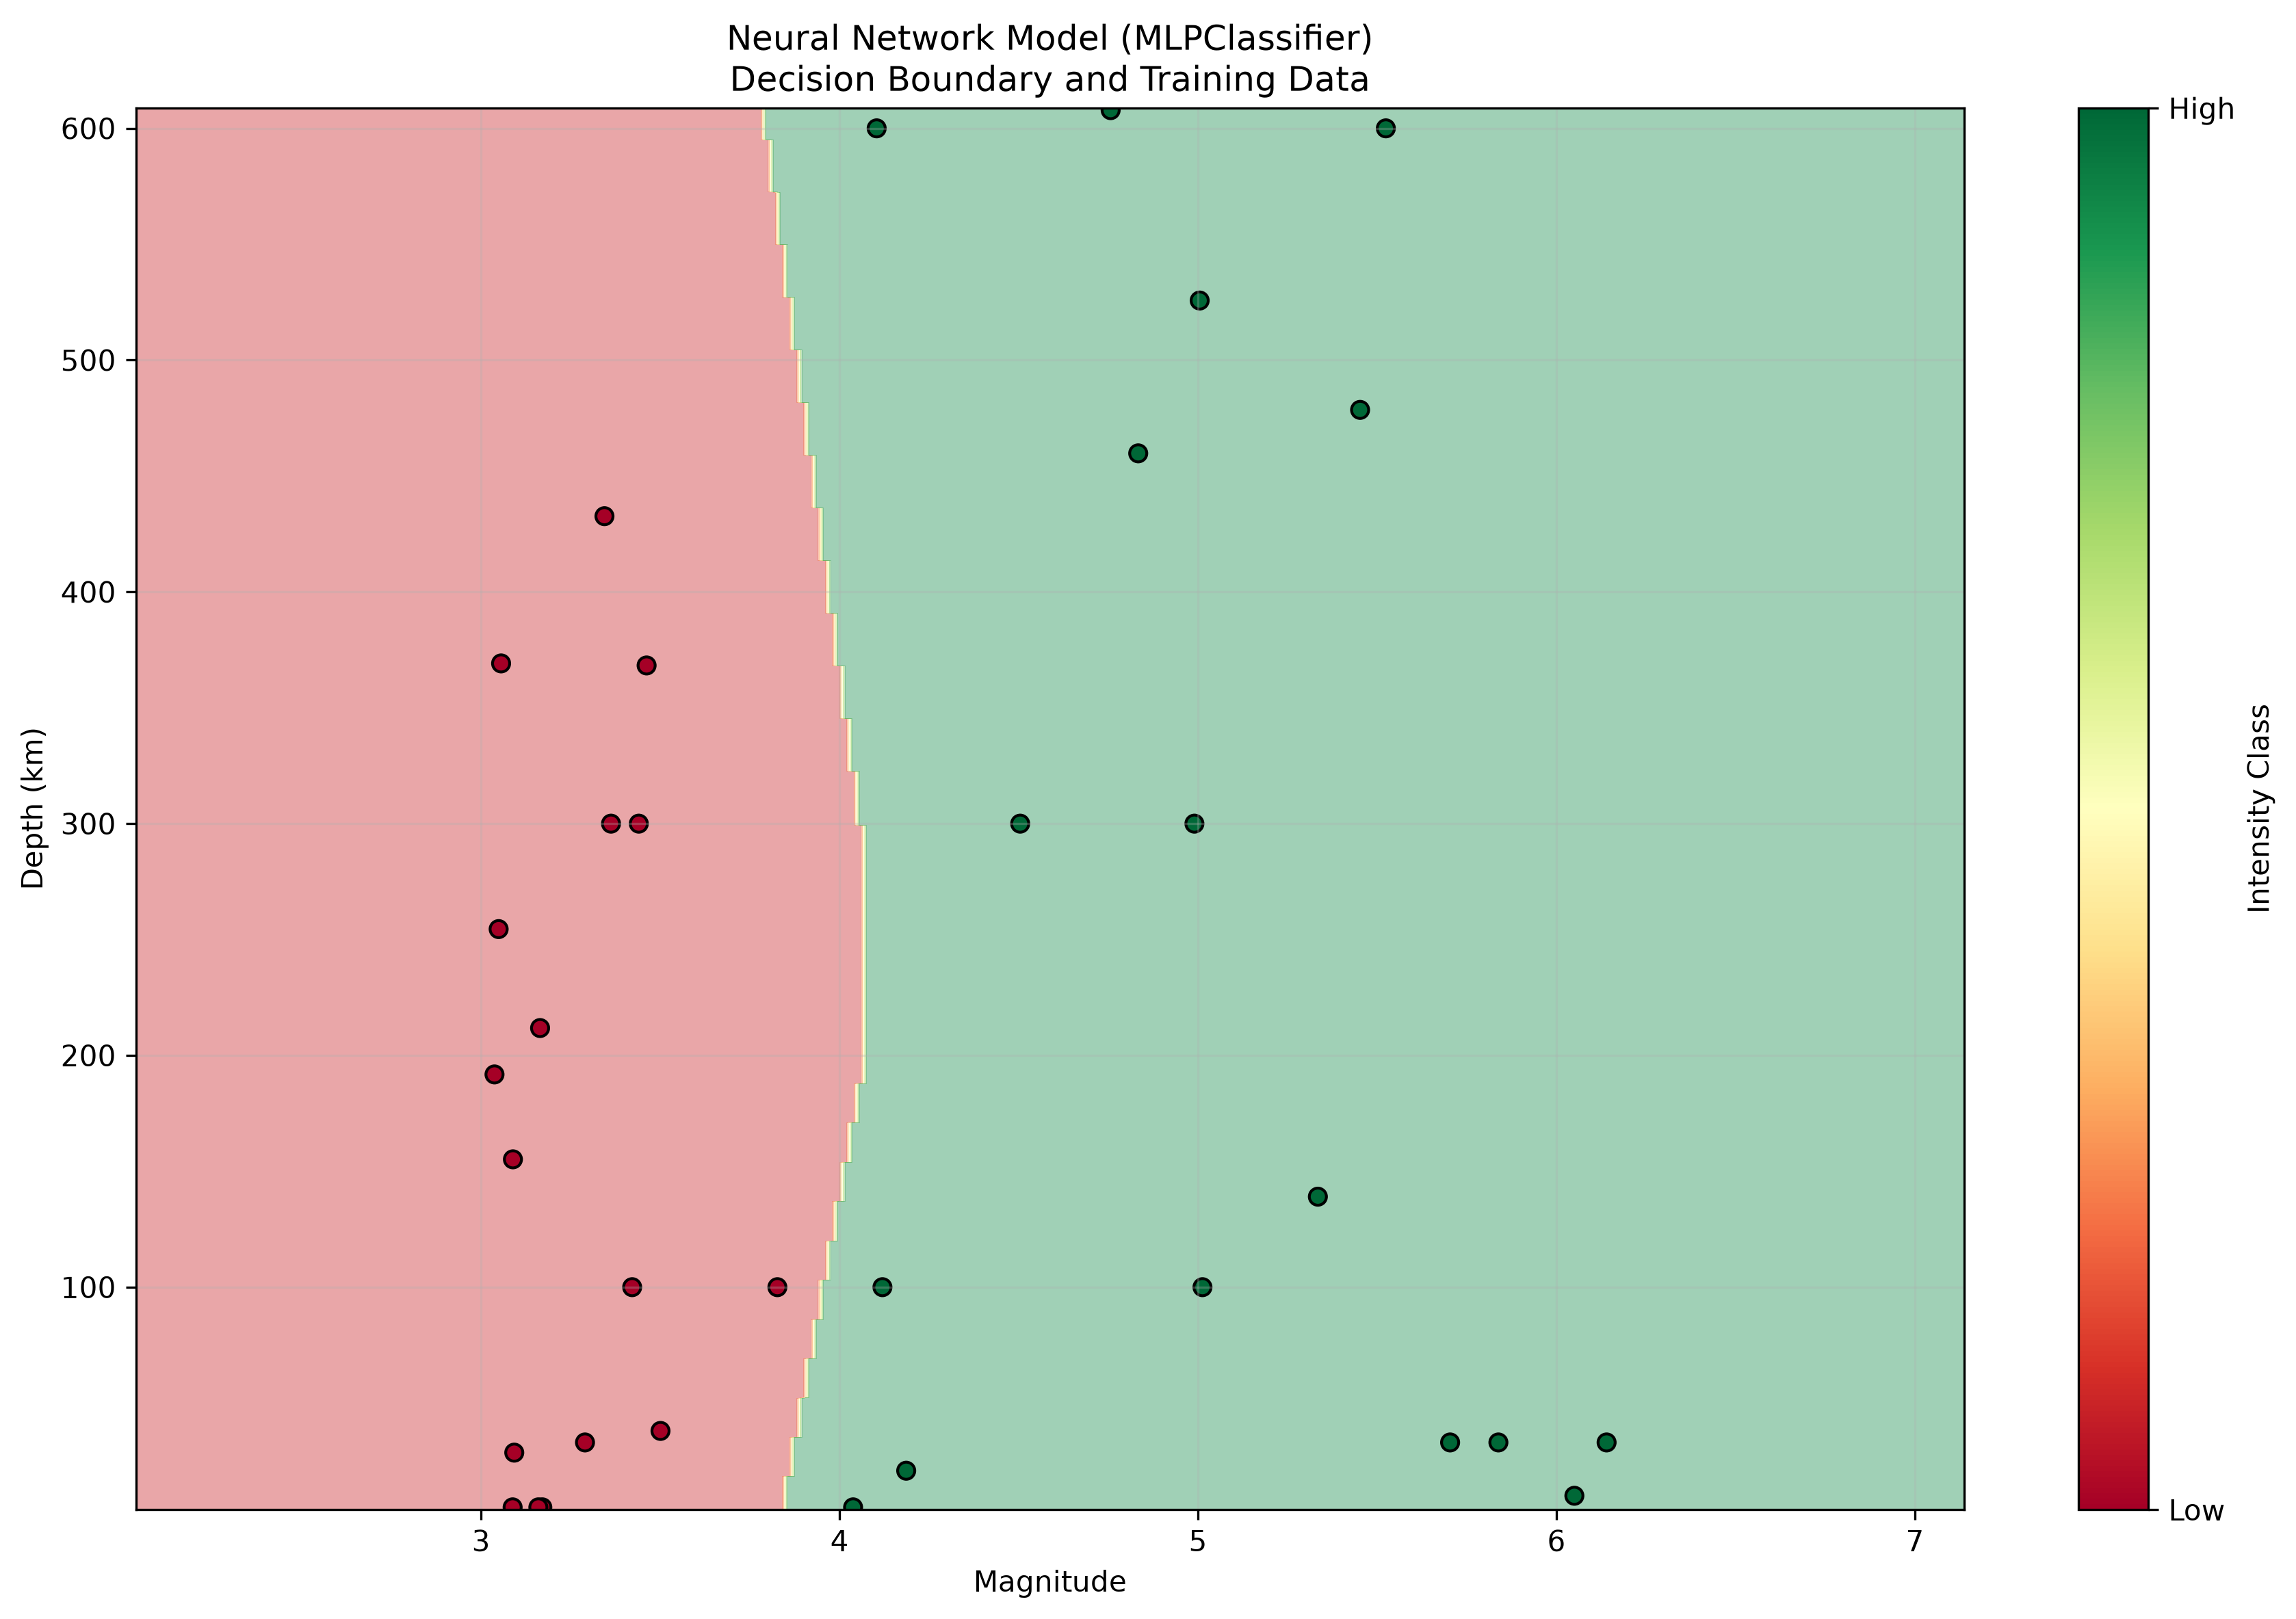 Neural Network Model (MLPClassifier)
Decision Boundary and Training Data
High
600
500
400
300
200
100
Depth (km)
Intensity Class
Low
3 4 5 6 7
Magnitude